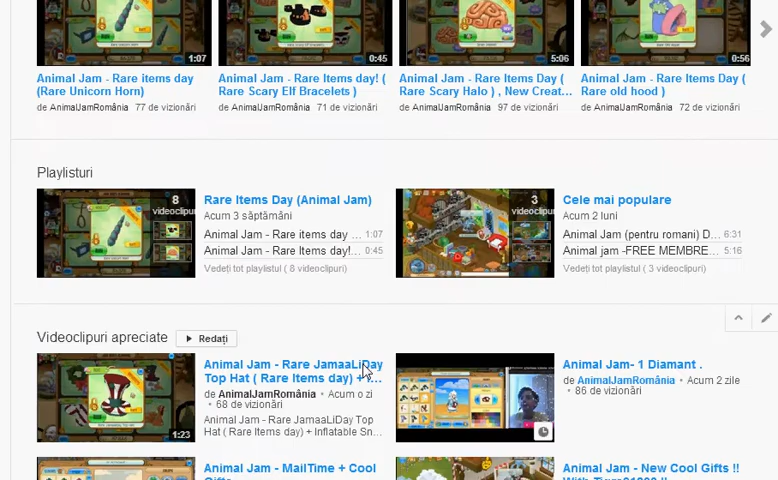 1:07
0:45
5:06
0:56
Animal Jam - Rare items day
(Rare Unicorn Horn)
de AnimalJamRomânia 77 de vizionări
Animal Jam - Rare Items day! (
Rare Scary Elf Bracelets )
de AnimalJamRomânia 71 de vizionări
Animal Jam - Rare Items Day (
Rare Scary Halo ) , New Creat...
de AnimalJamRomânia 97 de vizionări
Animal Jam - Rare Items Day (
Rare old hood )
de AnimalJamRomânia 72 de vizionări
Playlisturi
8
videoclipuri
Rare Items Day (Animal Jam)
Acum 3 săptămâni
Animal Jam - Rare items day ... 1:07
Animal Jam - Rare Items day!... 0:45
Vedeți tot playlistul ( 8 videoclipuri)
3
videoclipuri
Cele mai populare
Acum 2 luni
Animal Jam (pentru romani) D... 6:31
Animal jam -FREE MEMBRE... 5:16
Vedeți tot playlistul ( 3 videoclipuri)
Videoclipuri apreciate
Redați
1:23
Animal Jam - Rare JamaaLiDay
Top Hat ( Rare Items day) +
de AnimalJamRomânia • Acum o zi
• 68 de vizionări
Animal Jam - Rare JamaaLiDay Top
Hat ( Rare Items day) + Inflatable Sn...
Animal Jam- 1 Diamant .
de AnimalJamRomânia • Acum 2 zile
• 86 de vizionări
Animal Jam - MailTime + Cool
Animal Jam - New Cool Gifts !!